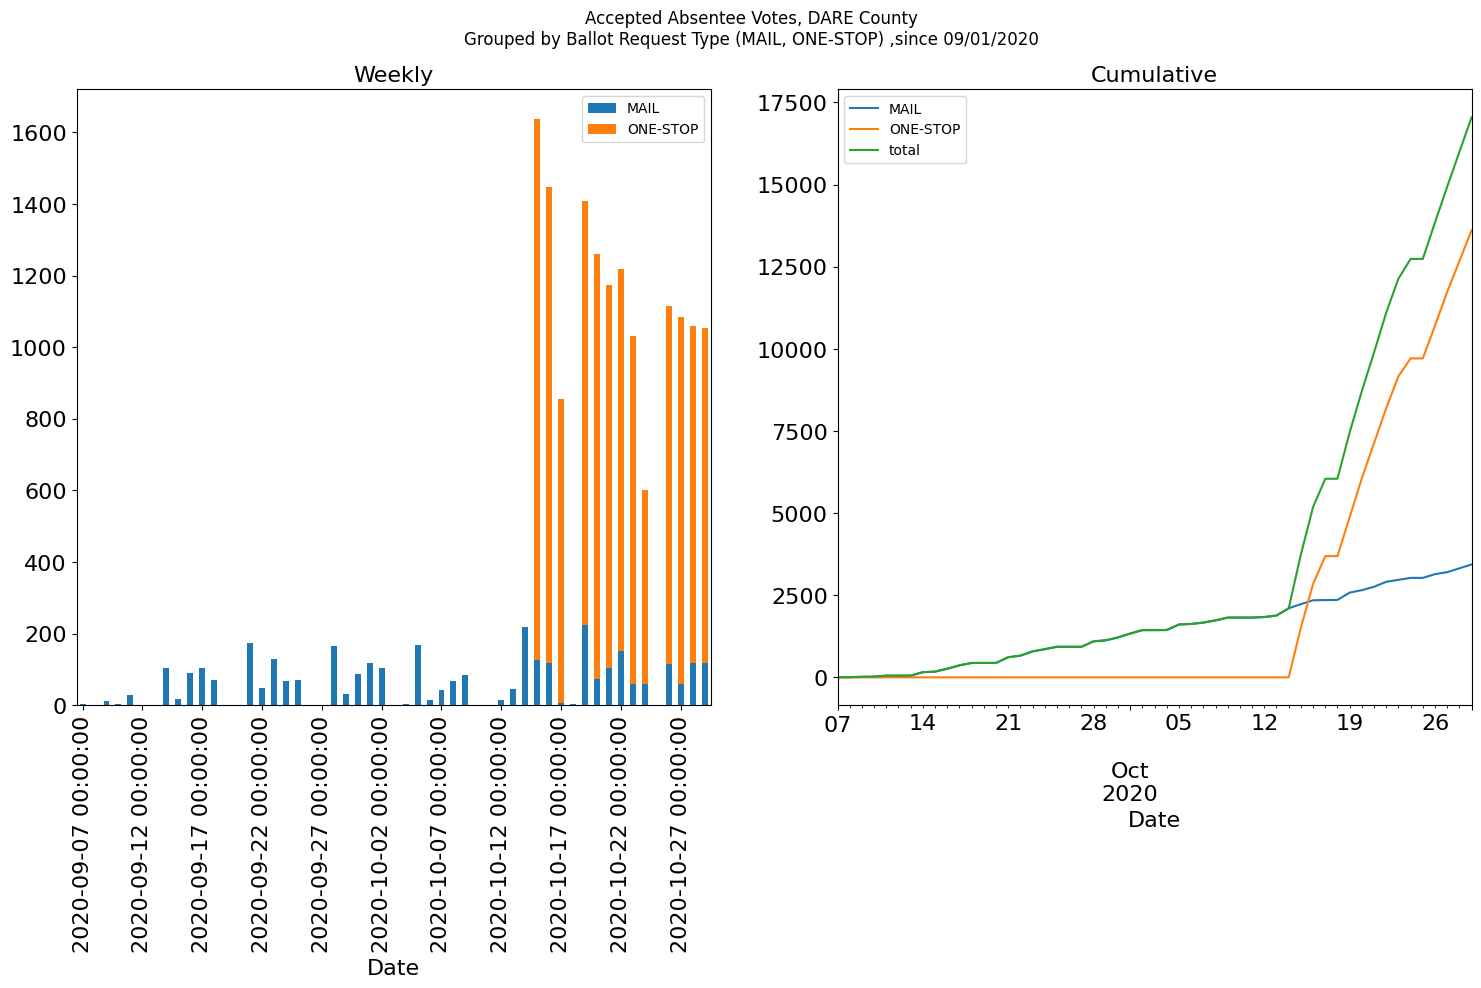 Accepted Absentee Votes, DARE County
Grouped by Ballot Request Type (MAIL, ONE-STOP) ,since 09/01/2020
Weekly
MAIL
ONE-STOP
1600
1400
1200
1000
800
600
400
200
0
2020-09-07 00:00:00
2020-09-12 00:00:00
2020-09-17 00:00:00
2020-09-22 00:00:00
2020-09-27 00:00:00
2020-10-02 00:00:00
2020-10-07 00:00:00
2020-10-12 00:00:00
2020-10-17 00:00:00
2020-10-22 00:00:00
2020-10-27 00:00:00
Date
Cumulative
MAIL
ONE-STOP
total
17500
15000
12500
10000
7500
5000
2500
0
07 14 21 28 05 12 19 26
Oct
2020
Date